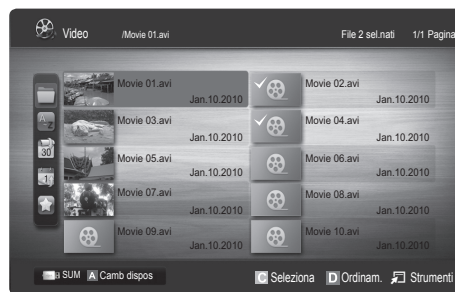 Video /Movie 01.avi File 2 sel.nati 1/1 Pagina
Movie 01.avi Movie 02.avi
Jan.10.2010 Jan.10.2010
Movie 03.avi Movie 04.avi
Jan.10.2010 Jan.10.2010
Movie 05.avi Movie 06.avi
Jan.10.2010 Jan.10.2010
Movie 07.avi Movie 08.avi
Jan.10.2010 Jan.10.2010
Movie 09.avi Movie 10.avi
Jan.10.2010 Jan.10.2010
a SUM A Camb dispos C Seleziona D Ordinam. Strumenti